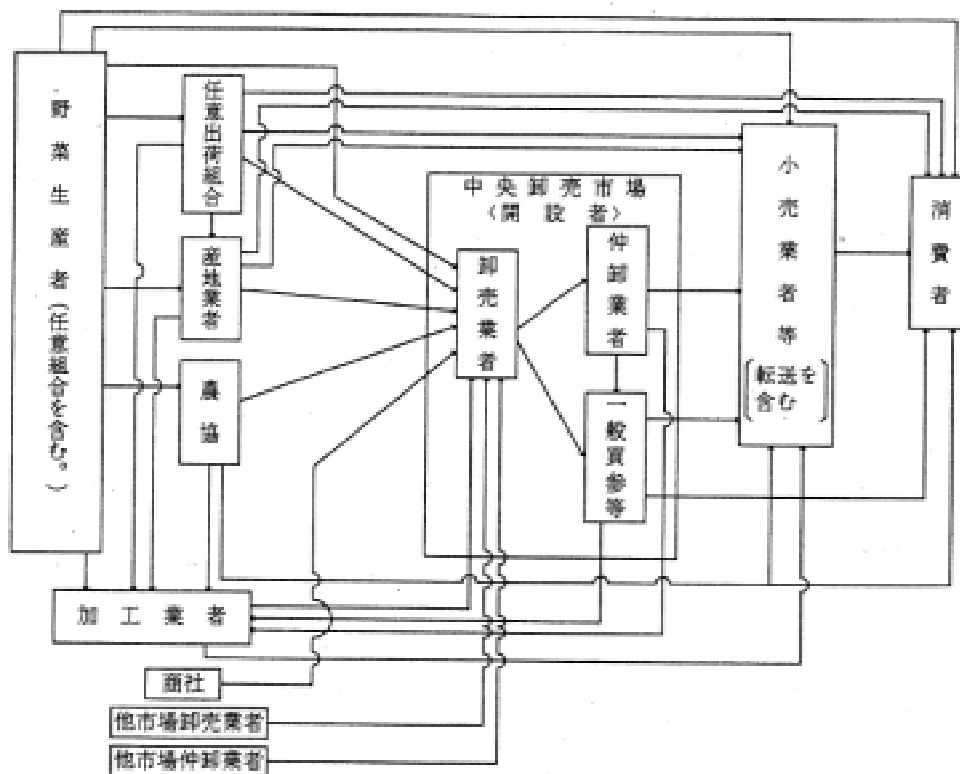 野菜生産者(任意組合を含む。)
任意出荷組合
産地業者
農協
中央卸売市場
(開設者)
卸売業者
仲卸業者
一般買参等
小売業者等
〔転送を
含む〕
消費者
加工業者
商社
他市場卸売業者
他市場仲卸業者